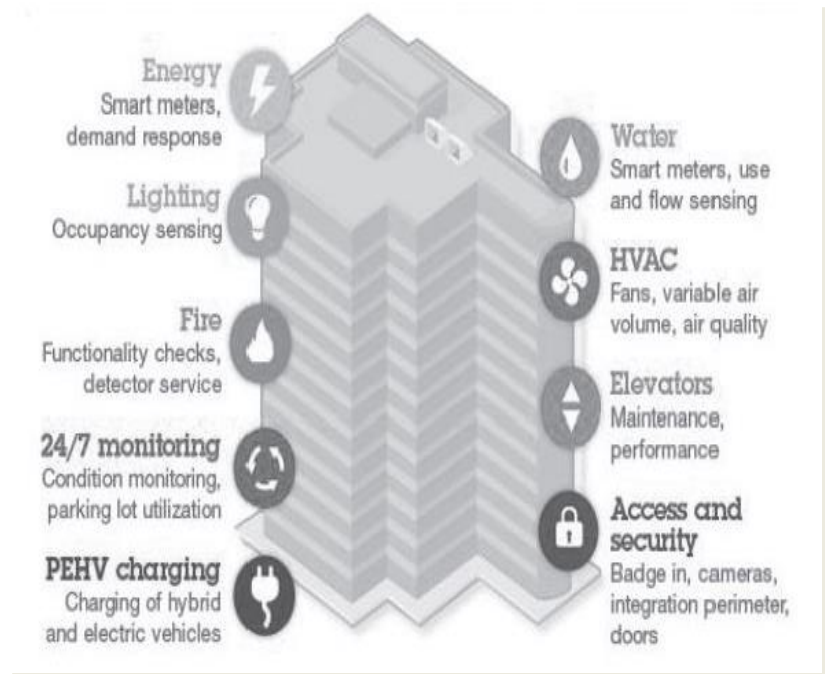 Energy
Smart meters,
demand response
Lighting
Occupancy sensing
Fire
Functionality checks,
detector service
24/7 monitoring
Condition monitoring,
parking lot utilization
PEHV charging
Charging of hybrid
and electric vehicles
Water
Smart meters, use
and flow sensing
HVAC
Fans, variable air
volume, air quality
Elevators
Maintenance,
performance
Access and
security
Badge in, cameras,
integration perimeter,
doors